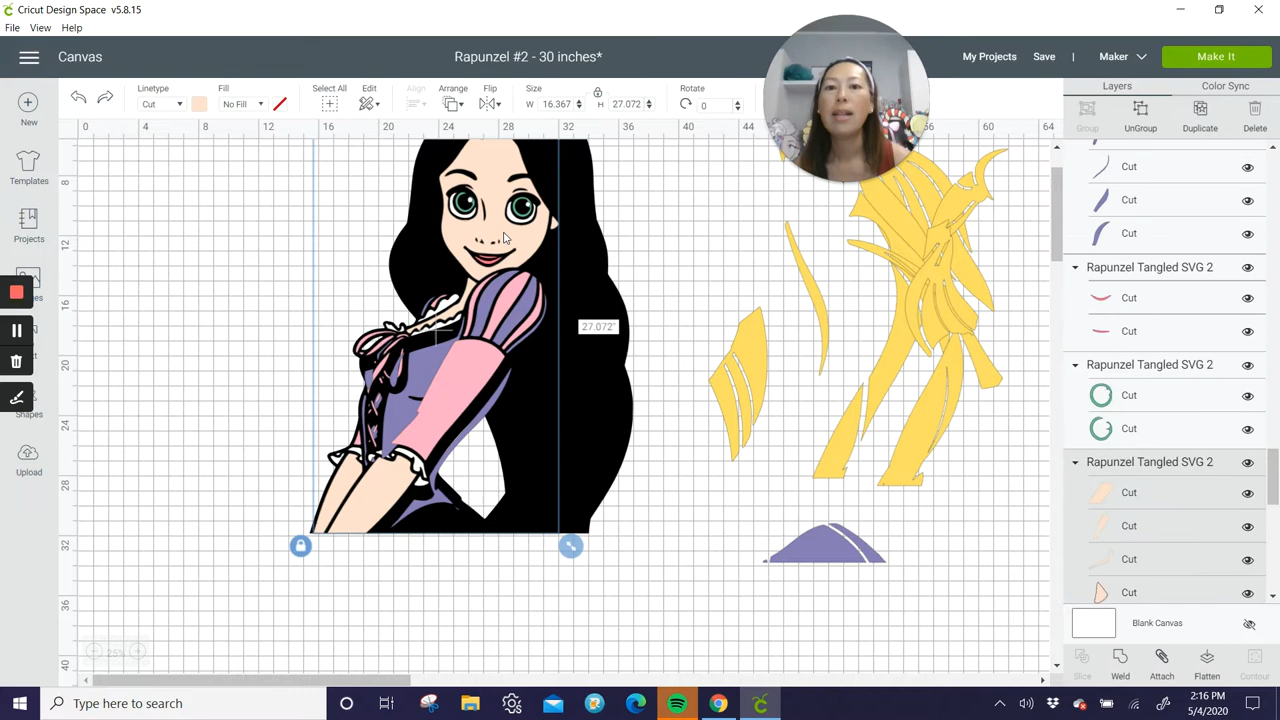 Cricut Design Space v5.8.15
File View Help
Canvas
Rapunzel #2 - 30 inches*
My Projects Save | Maker Make It
Linetype Fill Select All Align Edit Flip Size Rotate
Cut No Fill W 16.367 H 27.072 0
Layers Color Sync
Group UnGroup Duplicate Delete
New
Templates
Projects
Shapes
Upload
0 4 8 12 16 20 24 28 32 36 40 44 48 56 60 64
8
12
16
20
24
28
32
36
40
27.072"
25%
Cut
Cut
Cut
Rapunzel Tangled SVG 2
Cut
Cut
Rapunzel Tangled SVG 2
Cut
Cut
Rapunzel Tangled SVG 2
Cut
Cut
Cut
Cut
Blank Canvas
Slice Weld Attach Flatten Contour
Type here to search
2:16 PM
5/4/2020